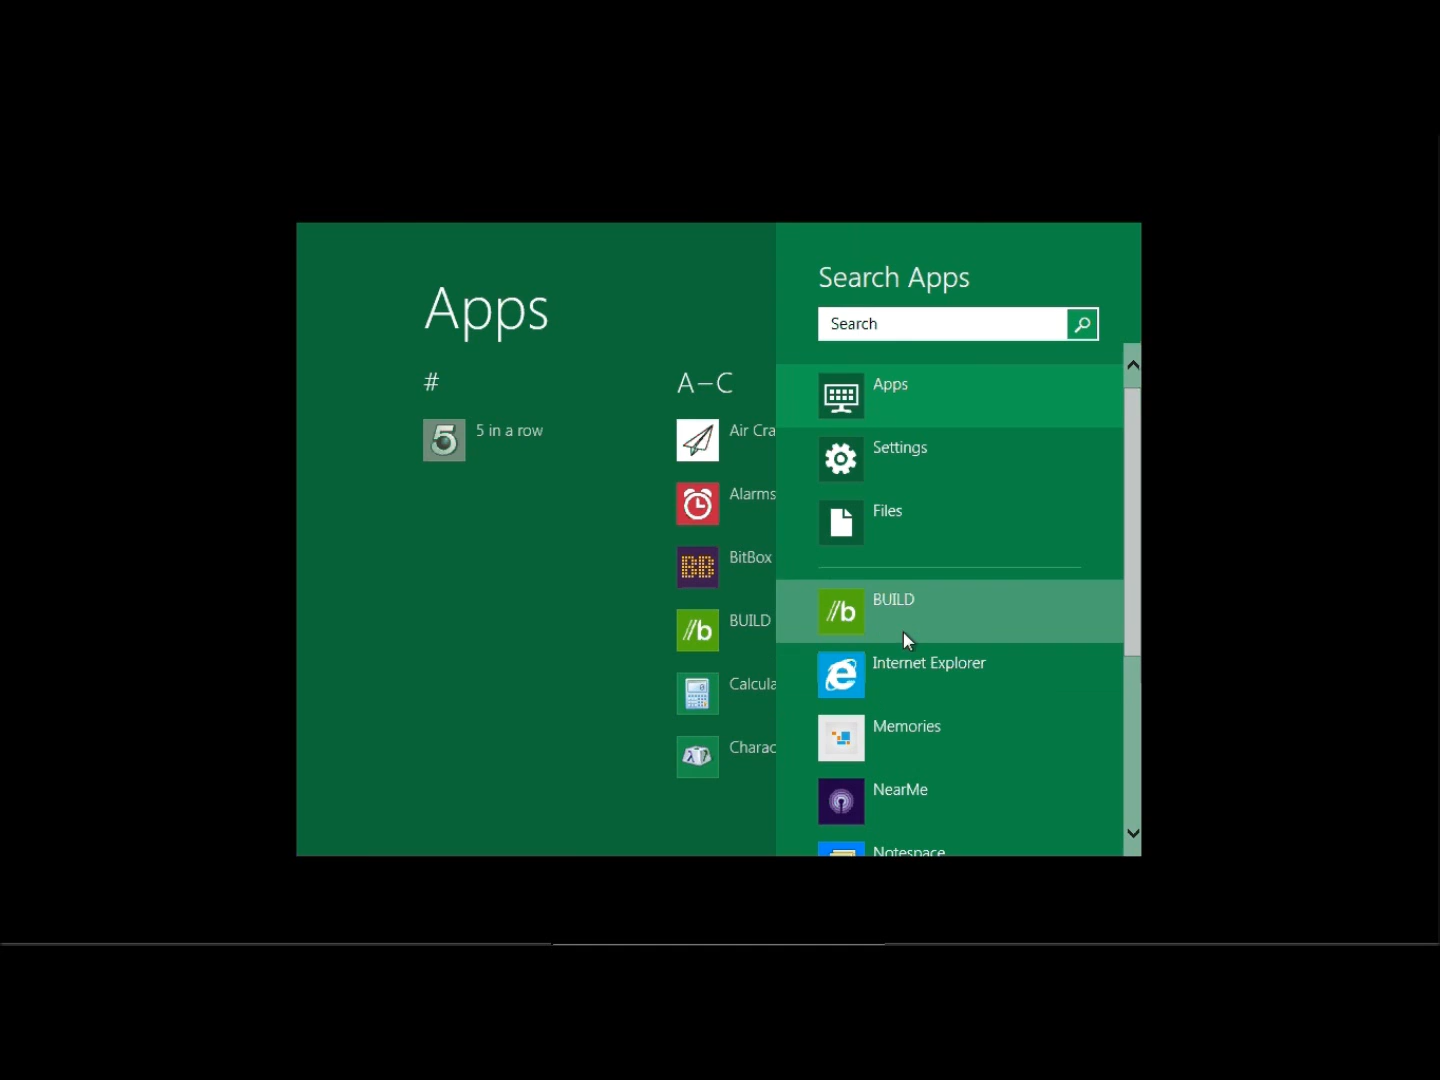 Apps
#
5 in a row
A–C
Air Cra
Alarms
BitBox
BUILD
Calcula
Charac
Search Apps
Search
Apps
Settings
Files
BUILD
Internet Explorer
Memories
NearMe
Notespace